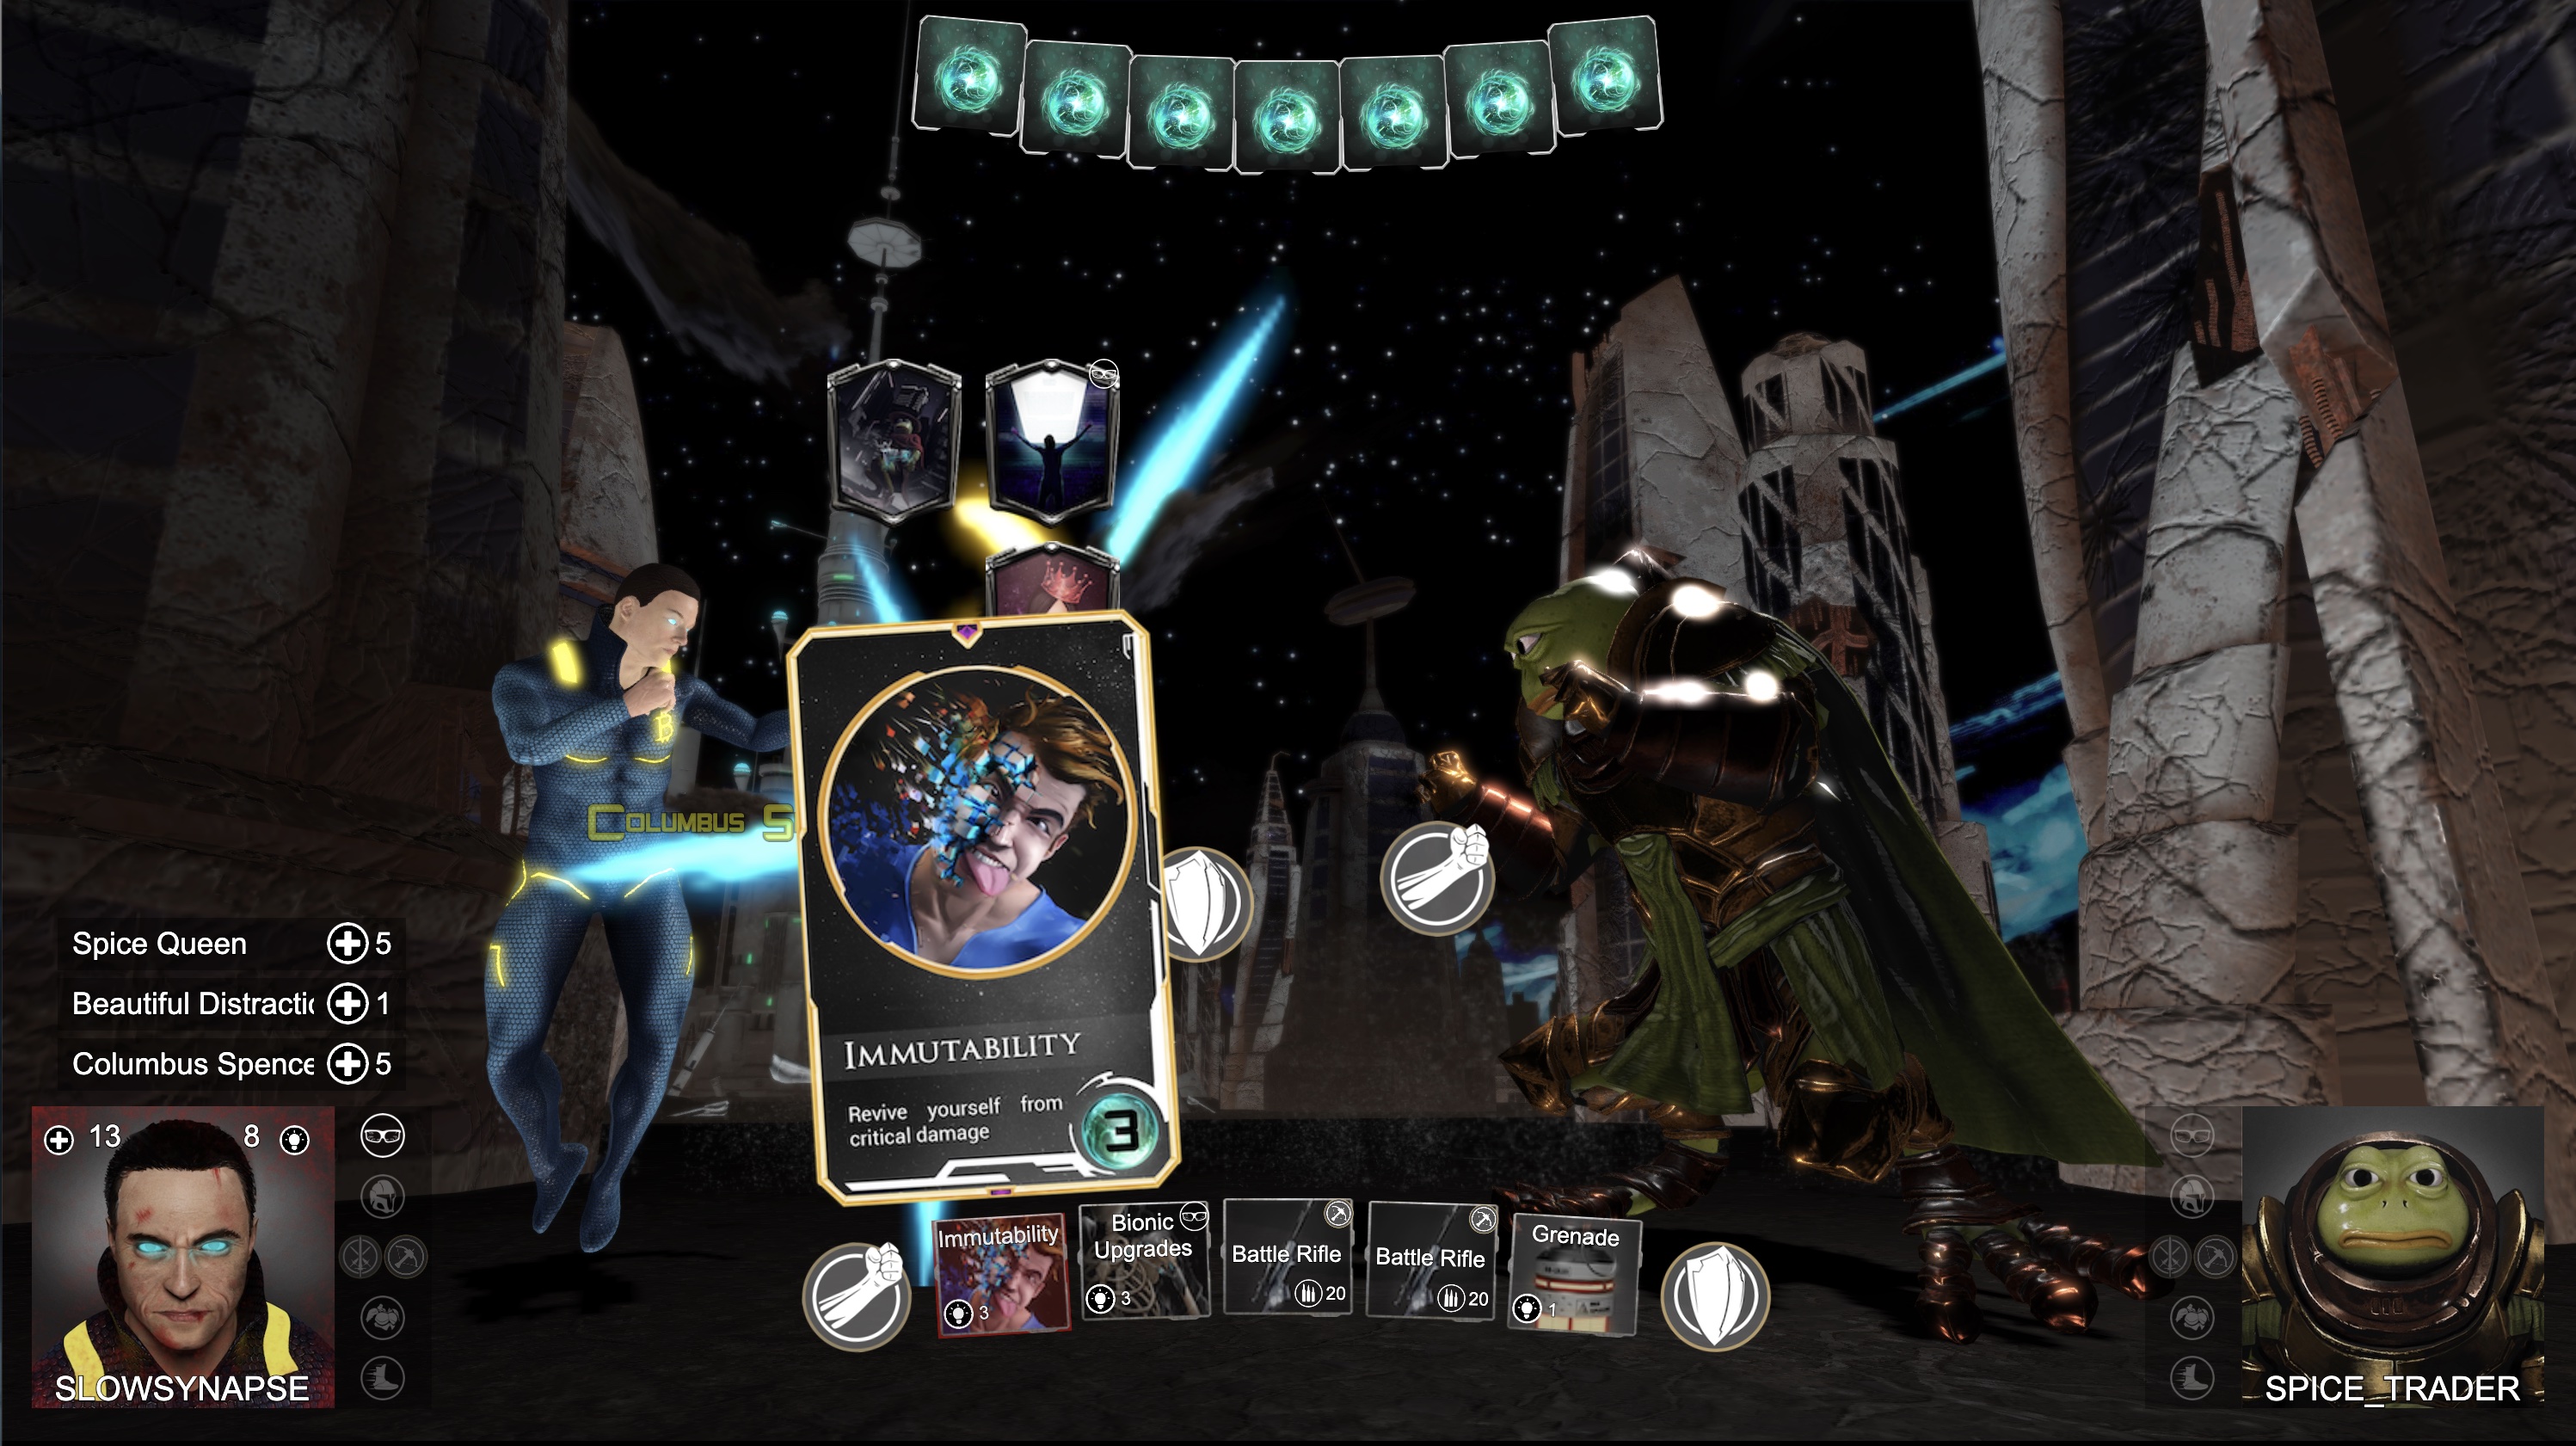 COLUMBUS S
Spice Queen 5
Beautiful Distractic 1
Columbus Spence 5
13 8
SLOWSYNAPSE
IMMUTABILITY
Revive yourself from
critical damage
3
Immutability
3
Bionic
Upgrades
3
Battle Rifle
20
Battle Rifle
20
Grenade
1
SPICE_TRADER